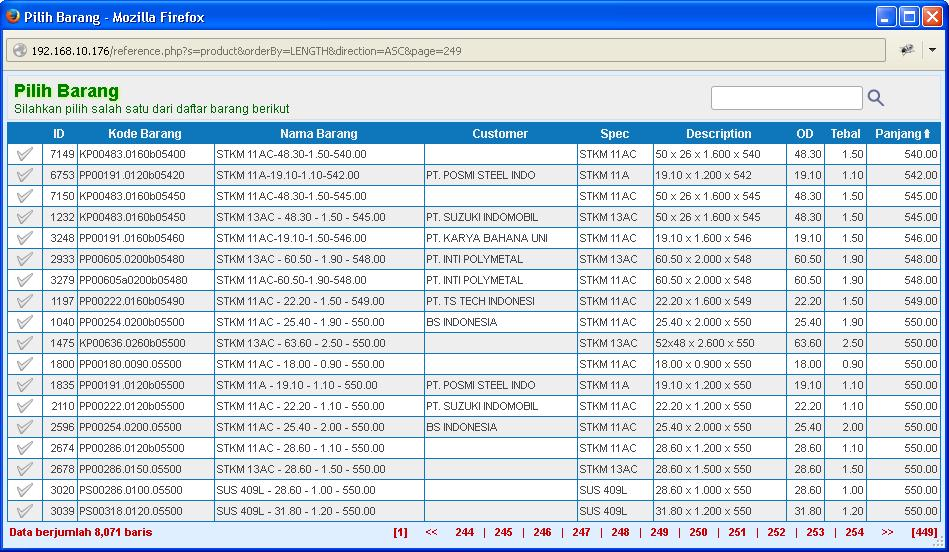 Pilih Barang - Mozilla Firefox
192.168.10.176/reference.php?s=product&orderBy=LENGTH&direction=ASC&page=249
Pilih Barang
Silahkan pilih salah satu dari daftar barang berikut
ID Kode Barang Nama Barang Customer Spec Description OD Tebal Panjang
7149 KP00483.0160b05400 STKM 11AC-48.30-1.50-540.00 STKM 11AC 50 x 26 x 1.600 x 540 48.30 1.50 540.00
6753 PP00191.0120b05420 STKM 11A-19.10-1.10-542.00 PT. POSMI STEEL INDO STKM 11A 19.10 x 1.200 x 542 19.10 1.10 542.00
7150 KP00483.0160b05450 STKM 11AC-48.30-1.50-545.00 STKM 11AC 50 x 26 x 1.600 x 545 48.30 1.50 545.00
1232 KP00483.0160b05450 STKM 13AC - 48.30 - 1.50 - 545.00 PT. SUZUKI INDOMOBIL STKM 13AC 50 x 26 x 1.600 x 545 48.30 1.50 545.00
3248 PP00191.0160b05460 STKM 11AC-19.10-1.50-546.00 PT. KARYA BAHANA UNI STKM 11AC 19.10 x 1.600 x 546 19.10 1.50 546.00
2933 PP00605.0200b05480 STKM 13AC - 60.50 - 1.90 - 548.00 PT. INTI POLYMETAL STKM 13AC 60.50 x 2.000 x 548 60.50 1.90 548.00
3279 PP00605a0200b05480 STKM 11AC-60.50-1.90-548.00 PT. INTI POLYMETAL STKM 11AC 60.50 x 2.000 x 548 60.50 1.90 548.00
1197 PP00222.0160b05490 STKM 11AC - 22.20 - 1.50 - 549.00 PT. TS TECH INDONESI STKM 11AC 22.20 x 1.600 x 549 22.20 1.50 549.00
1040 PP00254.0200b05500 STKM 11AC - 25.40 - 1.90 - 550.00 BS INDONESIA STKM 11AC 25.40 x 2.000 x 550 25.40 1.90 550.00
1475 KP00636.0260b05500 STKM 13AC - 63.60 - 2.50 - 550.00 STKM 13AC 52x48 x 2.600 x 550 63.60 2.50 550.00
1800 PP00180.0090.05500 STKM 11AC - 18.00 - 0.90 - 550.00 STKM 11AC 18.00 x 0.900 x 550 18.00 0.90 550.00
1835 PP00191.0120b05500 STKM 11A - 19.10 - 1.10 - 550.00 PT. POSMI STEEL INDO STKM 11A 19.10 x 1.200 x 550 19.10 1.10 550.00
2110 PP00222.0120b05500 STKM 11AC - 22.20 - 1.10 - 550.00 PT. SUZUKI INDOMOBIL STKM 11AC 22.20 x 1.200 x 550 22.20 1.10 550.00
2596 PP00254.0200.05500 STKM 11AC - 25.40 - 2.00 - 550.00 BS INDONESIA STKM 11AC 25.40 x 2.000 x 550 25.40 2.00 550.00
2674 PP00286.0120b05500 STKM 11AC - 28.60 - 1.10 - 550.00 STKM 11AC 28.60 x 1.200 x 550 28.60 1.10 550.00
2678 PP00286.0150.05500 STKM 13AC - 28.60 - 1.50 - 550.00 STKM 13AC 28.60 x 1.500 x 550 28.60 1.50 550.00
3020 PS00286.0100.05500 SUS 409L - 28.60 - 1.00 - 550.00 SUS 409L 28.60 x 1.000 x 550 28.60 1.00 550.00
3039 PS00318.0120.05500 SUS 409L - 31.80 - 1.20 - 550.00 SUS 409L 31.80 x 1.200 x 550 31.80 1.20 550.00
Data berjumlah 8,071 baris [1] << 244 | 245 | 246 | 247 | 248 | 249 | 250 | 251 | 252 | 253 | 254 >> [449]